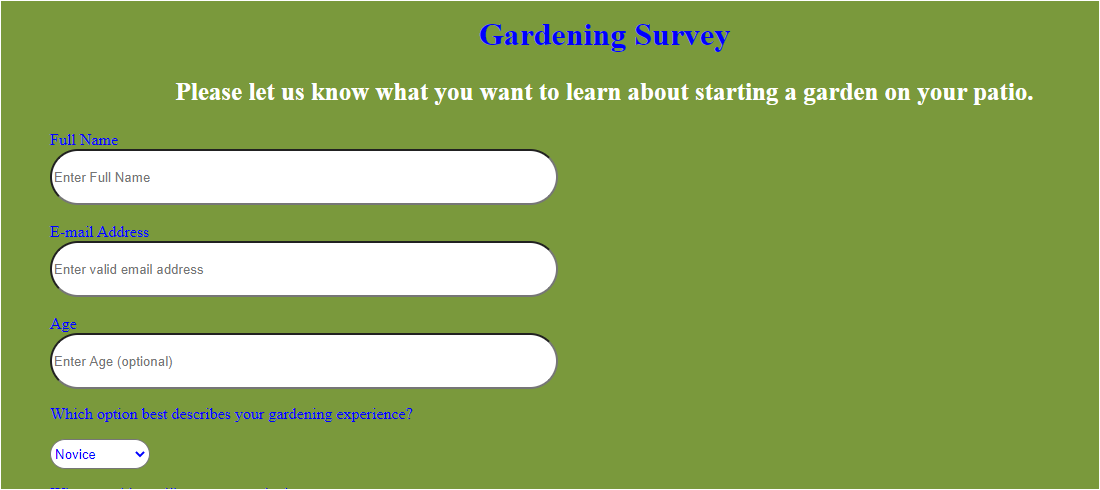 Gardening Survey
Please let us know what you want to learn about starting a garden on your patio.
Full Name
Enter Full Name
E-mail Address
Enter valid email address
Age
Enter Age (optional)
Which option best describes your gardening experience?
Novice